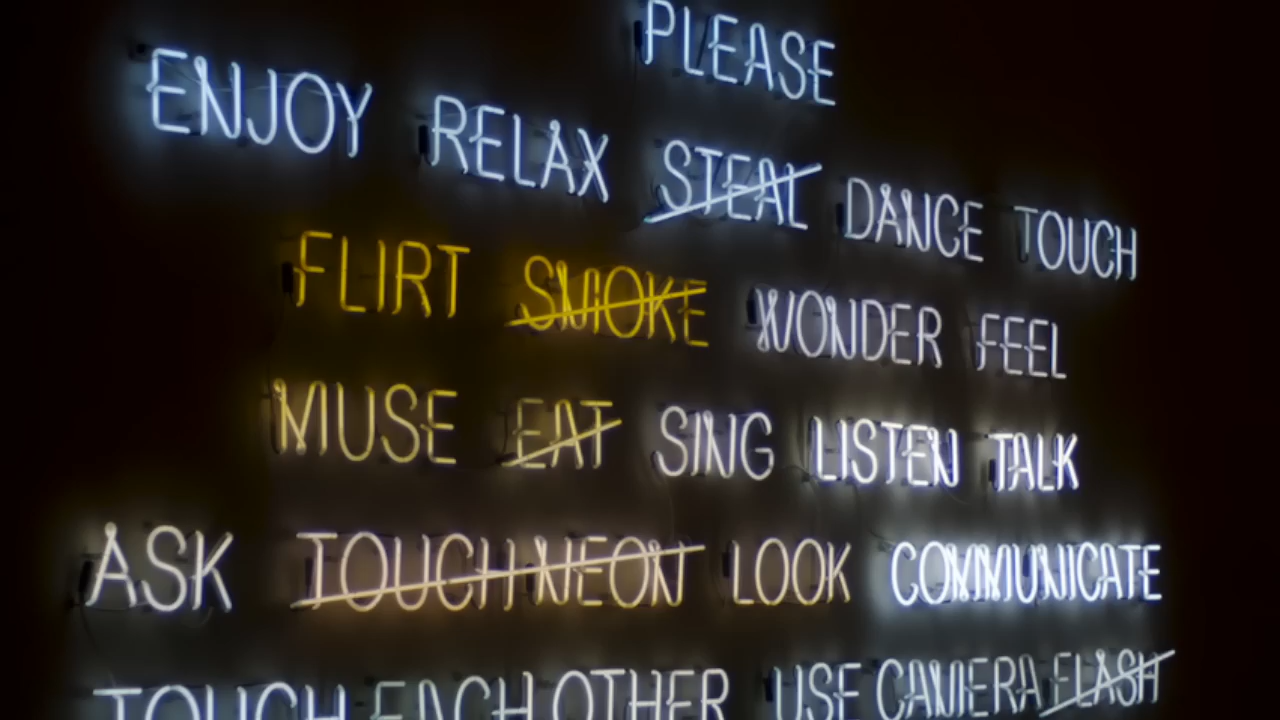 PLEASE
ENJOY RELAX STEAL DANCE TOUCH
FLIRT SMOKE WONDER FEEL
MUSE EAT SING LISTEN TALK
ASK TOUCH NEON LOOK COMMUNICATE
TOUCH EACH OTHER USE CAMERA FLASH